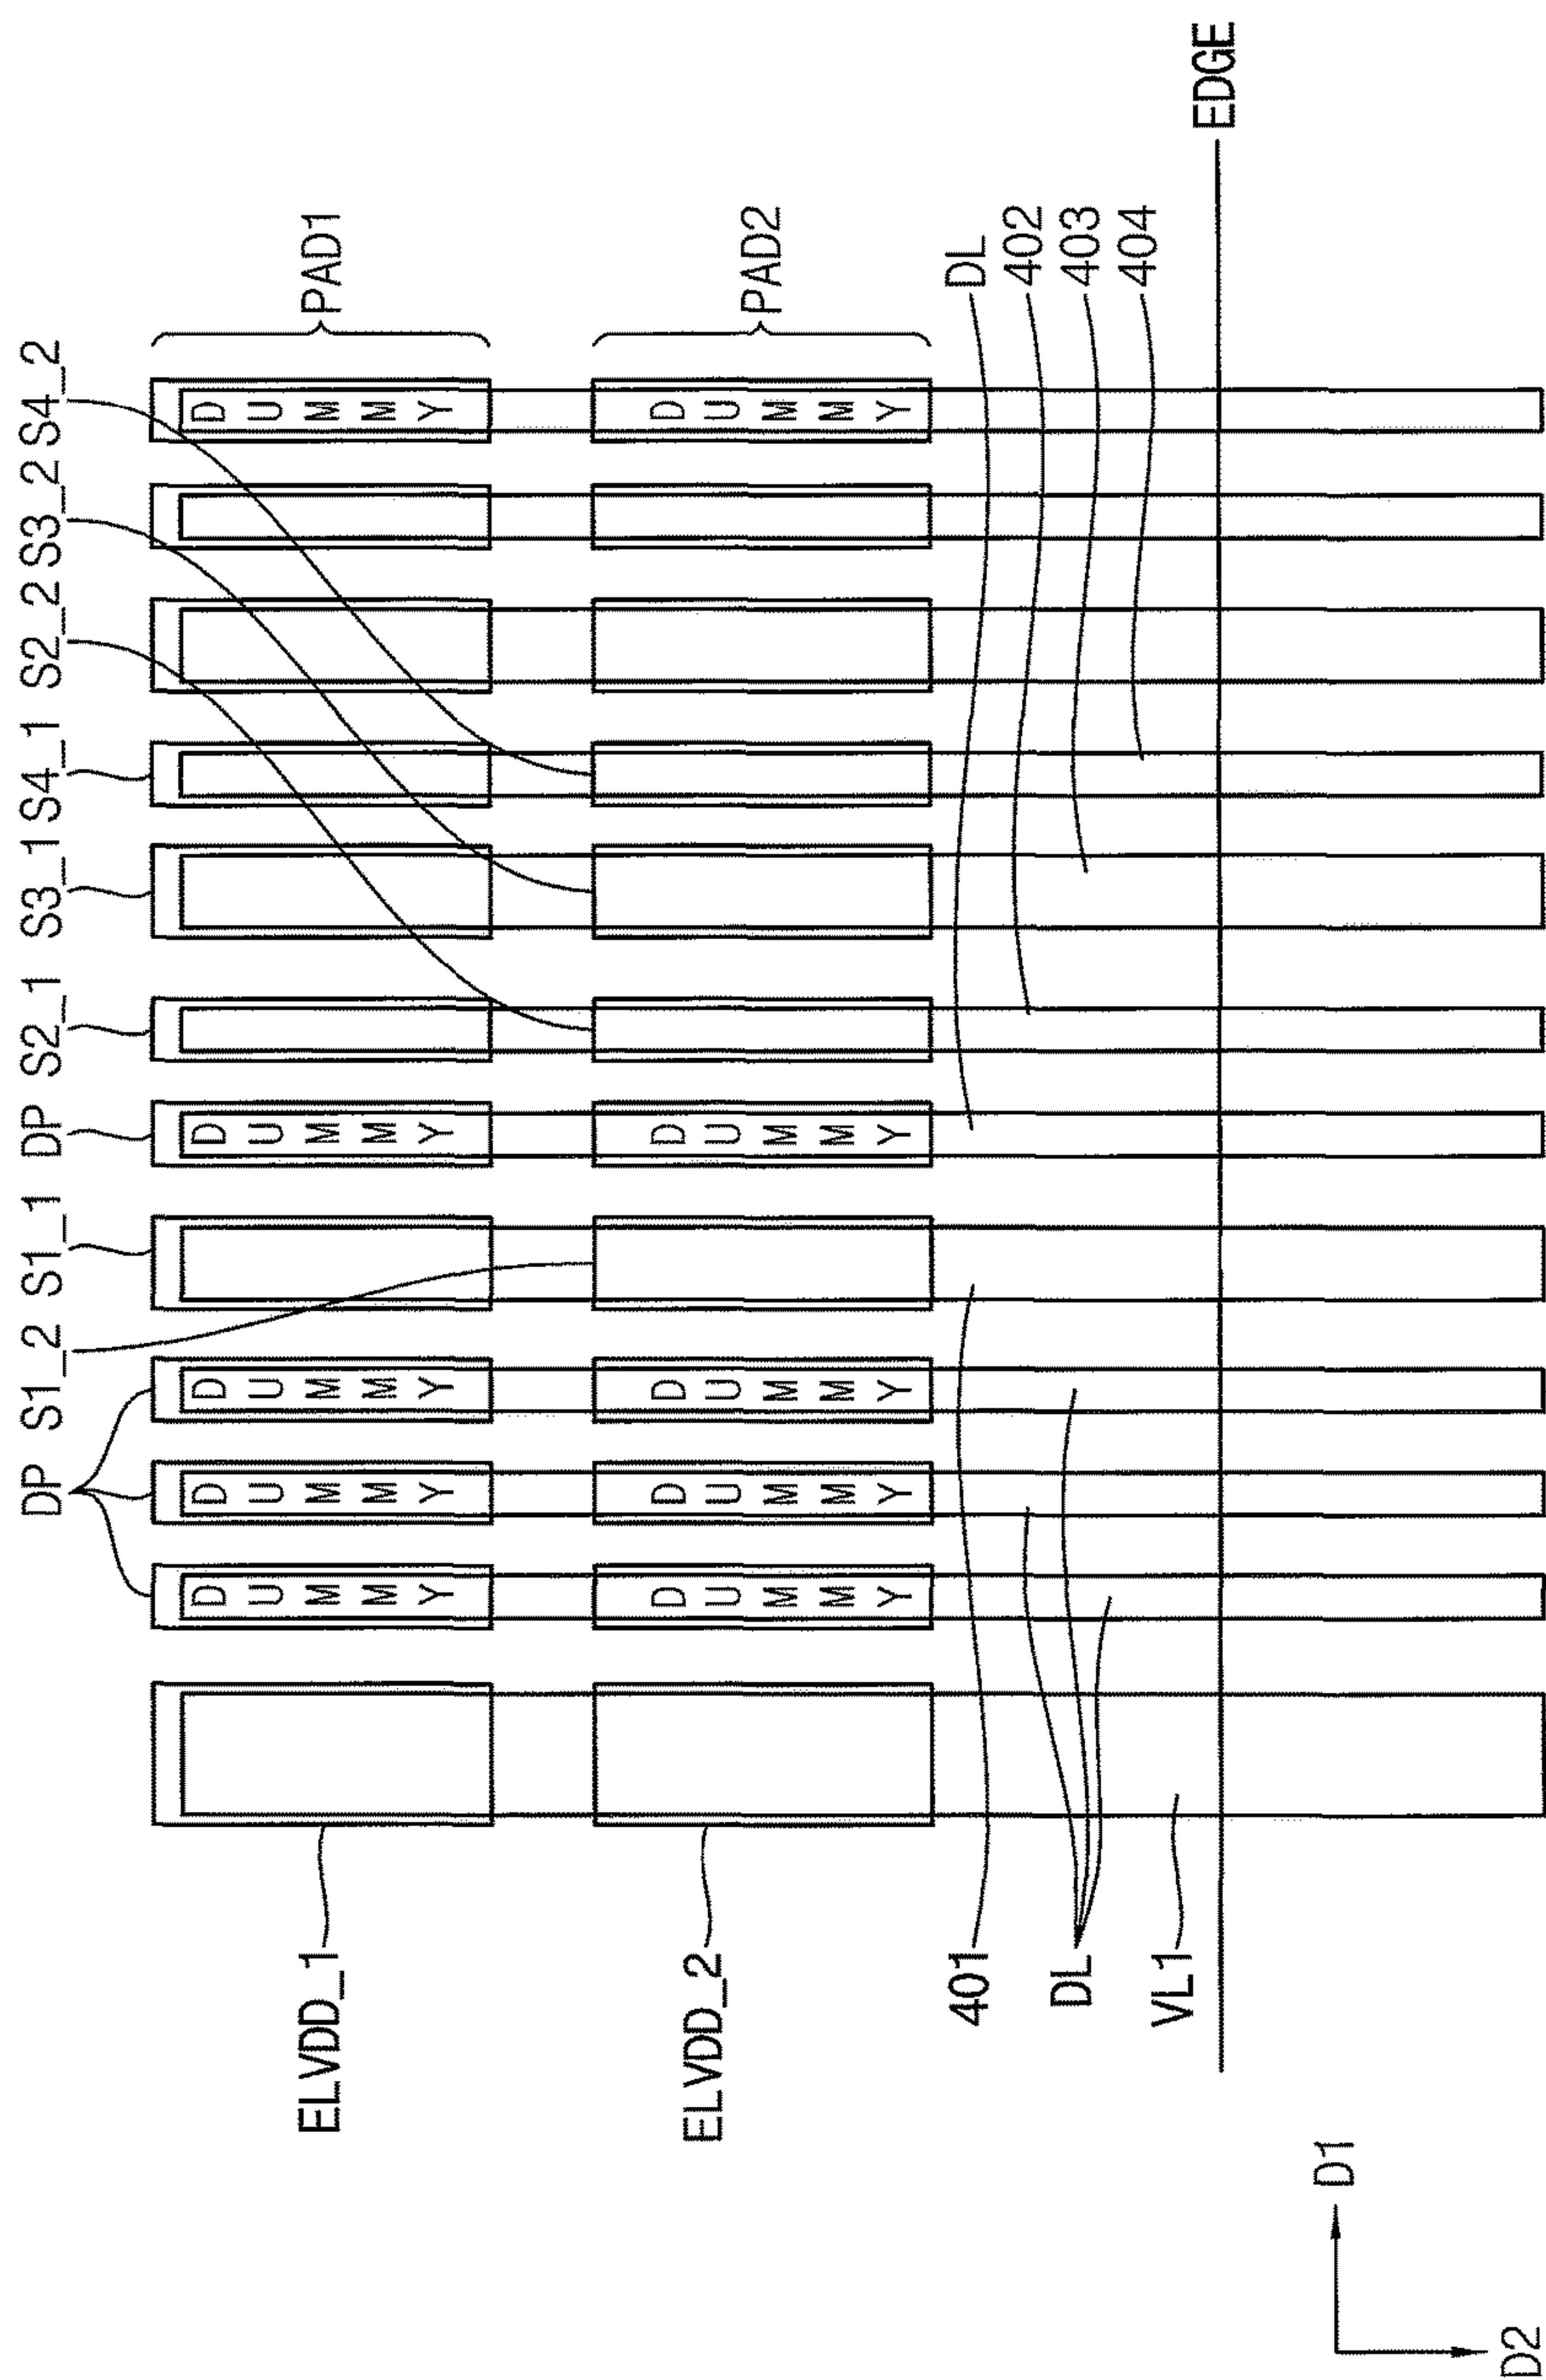 DP
S1_2
S1_1
DP
S2_1
S3_1
S4_1
S2_2
S3_2
S4_2
DUMMY
DUMMY
DUMMY
DUMMY
DUMMY
PAD1
DUMMY
DUMMY
DUMMY
DUMMY
DUMMY
PAD2
ELVDD_1
ELVDD_2
401
DL
VL1
DL
402
403
404
EDGE
D1
D2